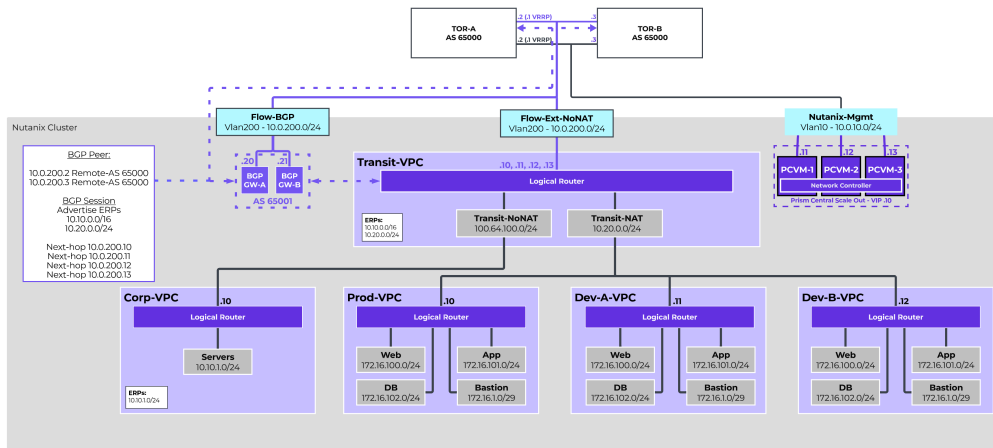 TOR-A
AS 65000
.2 (.1 VRRP)
.3
TOR-B
AS 65000
.2 (.1 VRRP)
.3
Flow-BGP
Vlan200 - 10.0.200.0/24
Flow-Ext-NoNAT
Vlan200 - 10.0.200.0/24
Nutanix-Mgmt
Vlan10 - 10.0.10.0/24
Nutanix Cluster
BGP Peer:
10.0.200.2 Remote-AS 65000
10.0.200.3 Remote-AS 65000
BGP Session
Advertise ERPs
10.10.0.0/16
10.20.0.0/24
Next-hop 10.0.200.10
Next-hop 10.0.200.11
Next-hop 10.0.200.12
Next-hop 10.0.200.13
.20
.21
BGP
GW-A
BGP
GW-B
AS 65001
Transit-VPC
.10, .11, .12, .13
Logical Router
ERPs:
10.10.0.0/16
10.20.0.0/24
Transit-NoNAT
100.64.100.0/24
Transit-NAT
10.20.0.0/24
.11
.12
.13
PCVM-1
PCVM-2
PCVM-3
Network Controller
Prism Central Scale Out - VIP .10
Corp-VPC
.10
Logical Router
Servers
10.10.1.0/24
ERPs:
10.10.1.0/24
Prod-VPC
.10
Logical Router
Web
172.16.100.0/24
App
172.16.101.0/24
DB
172.16.102.0/24
Bastion
172.16.1.0/29
Dev-A-VPC
.11
Logical Router
Web
172.16.100.0/24
App
172.16.101.0/24
DB
172.16.102.0/24
Bastion
172.16.1.0/29
Dev-B-VPC
.12
Logical Router
Web
172.16.100.0/24
App
172.16.101.0/24
DB
172.16.102.0/24
Bastion
172.16.1.0/29